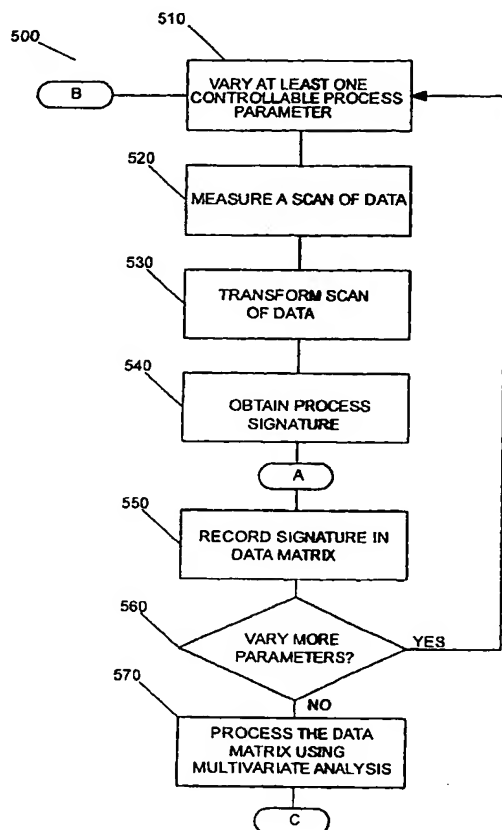 500
510
B
VARY AT LEAST ONE
CONTROLLABLE PROCESS
PARAMETER
520
MEASURE A SCAN OF DATA
530
TRANSFORM SCAN
OF DATA
540
OBTAIN PROCESS
SIGNATURE
A
550
RECORD SIGNATURE IN
DATA MATRIX
560
VARY MORE
PARAMETERS?
YES
570
NO
PROCESS THE DATA
MATRIX USING
MULTIVARIATE ANALYSIS
C